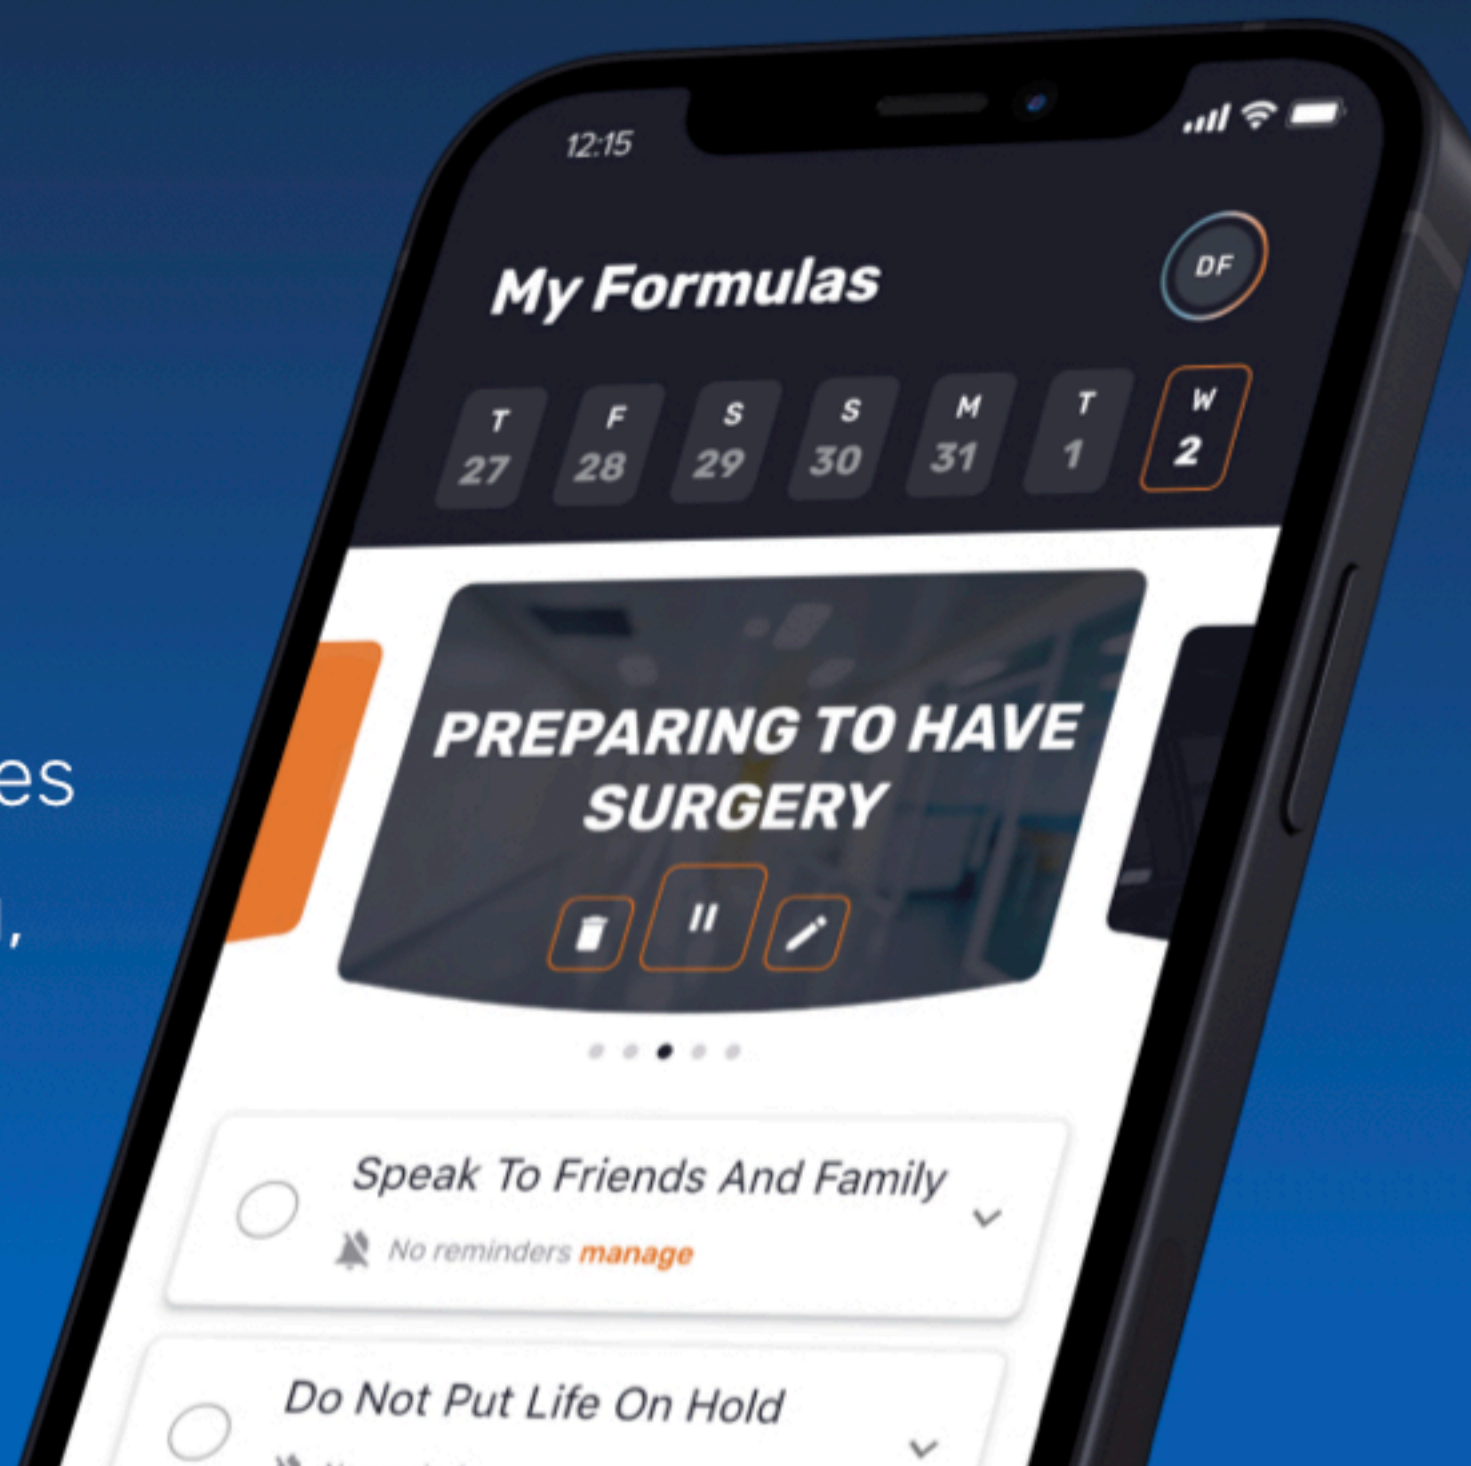 12:15
My Formulas
DF
T F S S M T W
27 28 29 30 31 1 2
PREPARING TO HAVE
SURGERY
es
,
Speak To Friends And Family
No reminders manage
Do Not Put Life On Hold